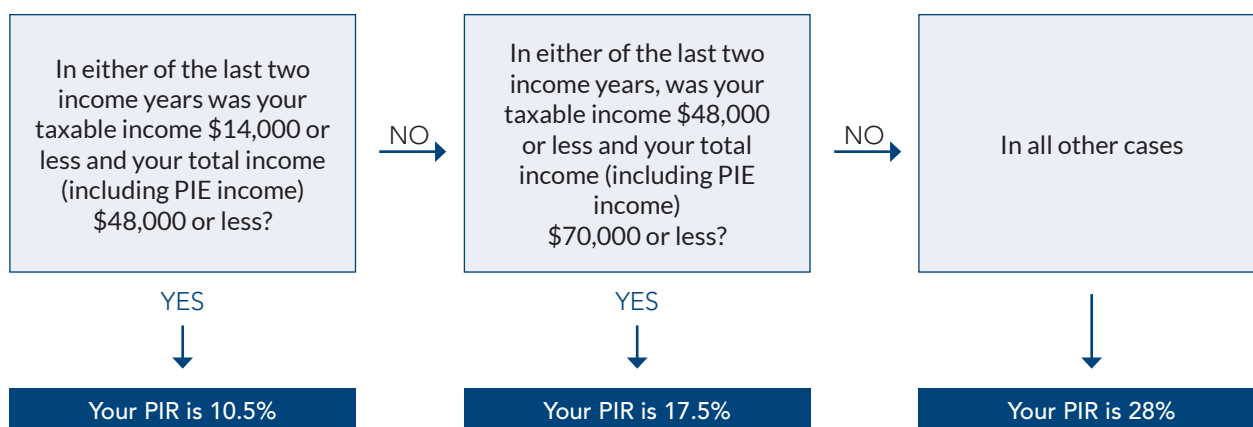 In either of the last two
income years was your
taxable income $14,000 or
less and your total income
(including PIE income)
$48,000 or less?
NO
In either of the last two
income years, was your
taxable income $48,000
or less and your total
income (including PIE
income)
$70,000 or less?
NO
In all other cases
YES
YES
Your PIR is 10.5%
Your PIR is 17.5%
Your PIR is 28%